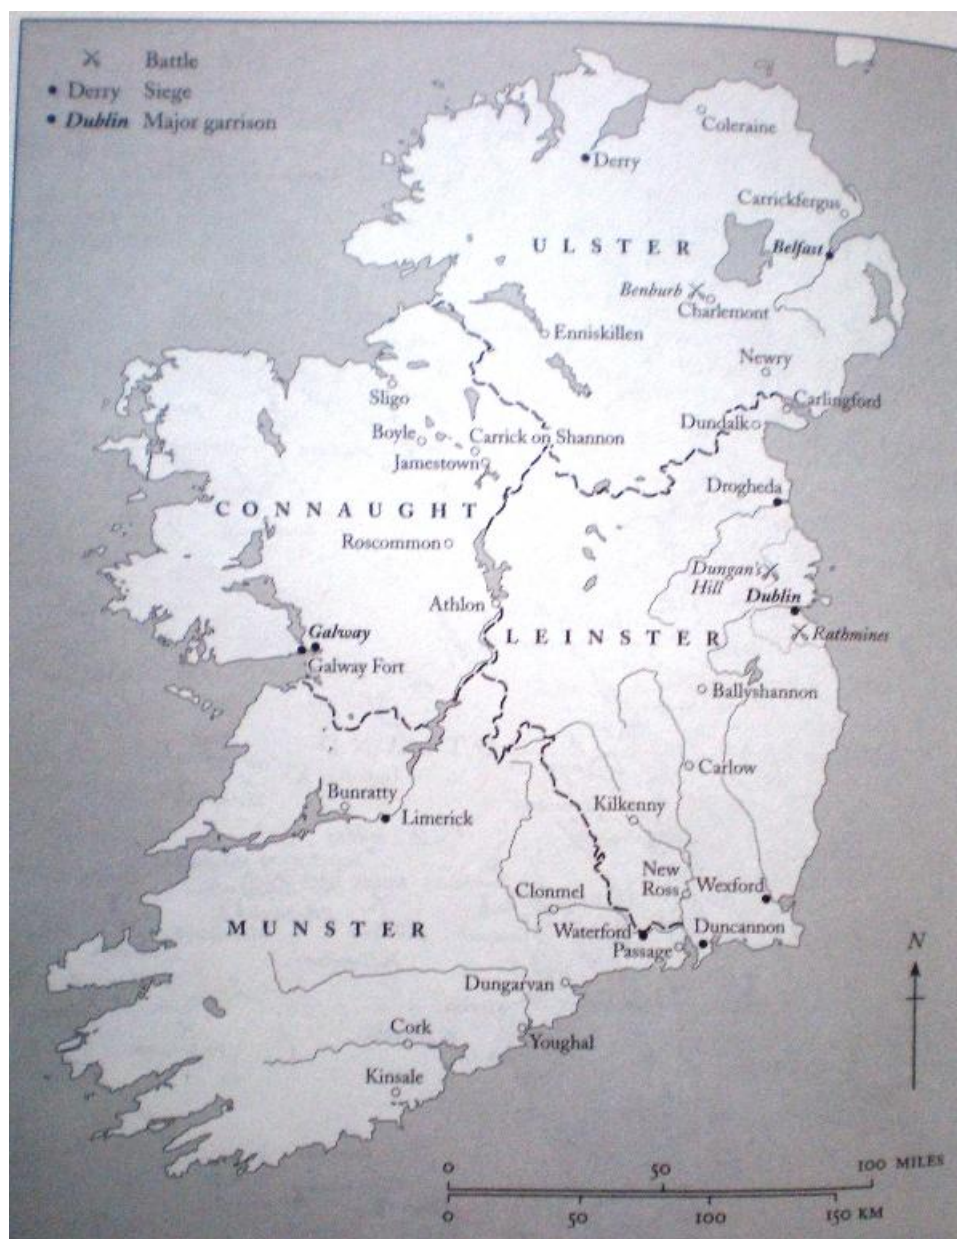 Battle
Derry Siege
Dublin Major garrison
Coleraine
Derry
Carrickfergus
ULSTER
Belfast
Benburb
Charlemont
Enniskillen
Newry
Sligo
Carlingford
Dundalk
Boyle
Carrick on Shannon
Jamestown
Drogheda
CONNAUGHT
Roscommon
Dungan's
Hill
Dublin
Athlon
LEINSTER
Rathmines
Galway
Galway Fort
Ballyshannon
Carlow
Bunratty
Limerick
Kilkenny
New
Ross
Wexford
Clonmel
MUNSTER
Waterford
Duncannon
Passage
N
Dungarvan
Cork
Youghal
Kinsale
0 50 100 MILES
0 50 100 150 KM